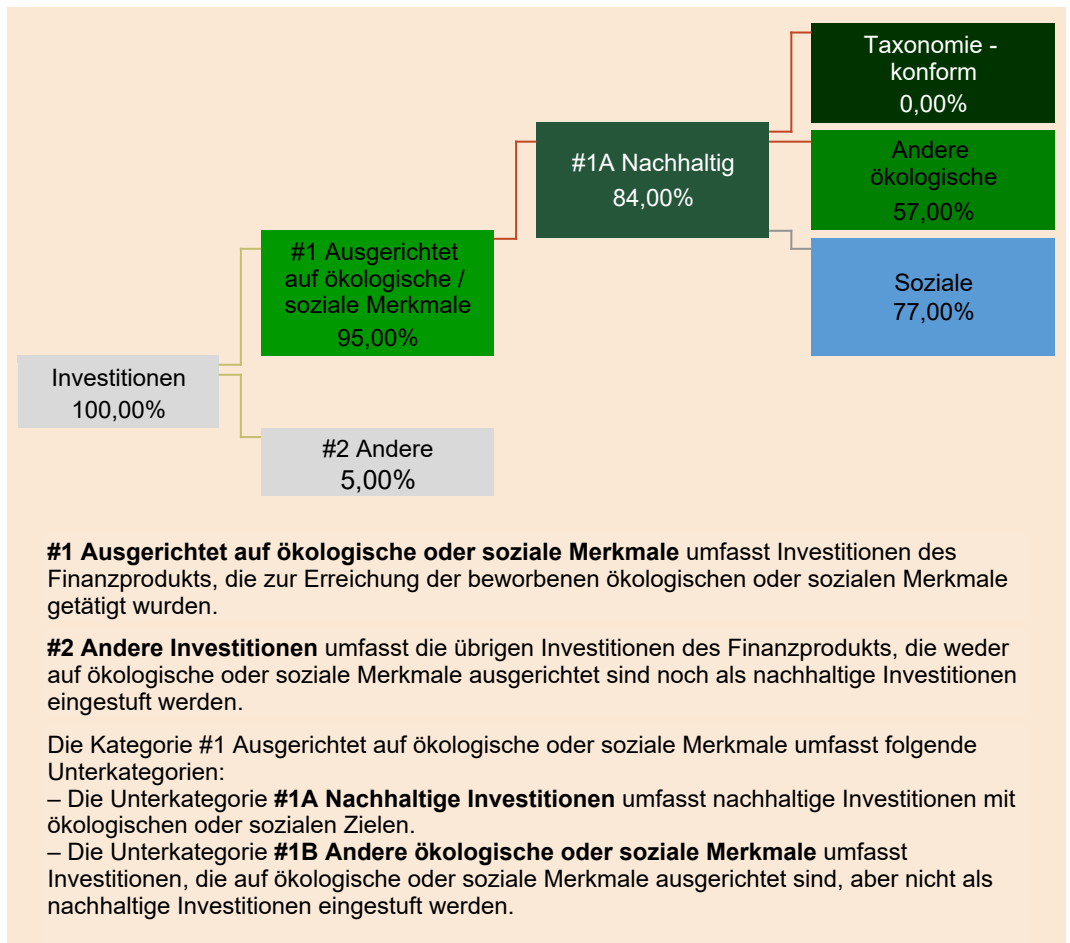 Taxonomie -
konform
0,00%
#1A Nachhaltig
84,00%
Andere
ökologische
57,00%
#1 Ausgerichtet
auf ökologische /
soziale Merkmale
95,00%
Soziale
77,00%
Investitionen
100,00%
#2 Andere
5,00%
#1 Ausgerichtet auf ökologische oder soziale Merkmale umfasst Investitionen des
Finanzprodukts, die zur Erreichung der beworbenen ökologischen oder sozialen Merkmale
getätigt wurden.
#2 Andere Investitionen umfasst die übrigen Investitionen des Finanzprodukts, die weder
auf ökologische oder soziale Merkmale ausgerichtet sind noch als nachhaltige Investitionen
eingestuft werden.
Die Kategorie #1 Ausgerichtet auf ökologische oder soziale Merkmale umfasst folgende
Unterkategorien:
– Die Unterkategorie #1A Nachhaltige Investitionen umfasst nachhaltige Investitionen mit
ökologischen oder sozialen Zielen.
– Die Unterkategorie #1B Andere ökologische oder soziale Merkmale umfasst
Investitionen, die auf ökologische oder soziale Merkmale ausgerichtet sind, aber nicht als
nachhaltige Investitionen eingestuft werden.